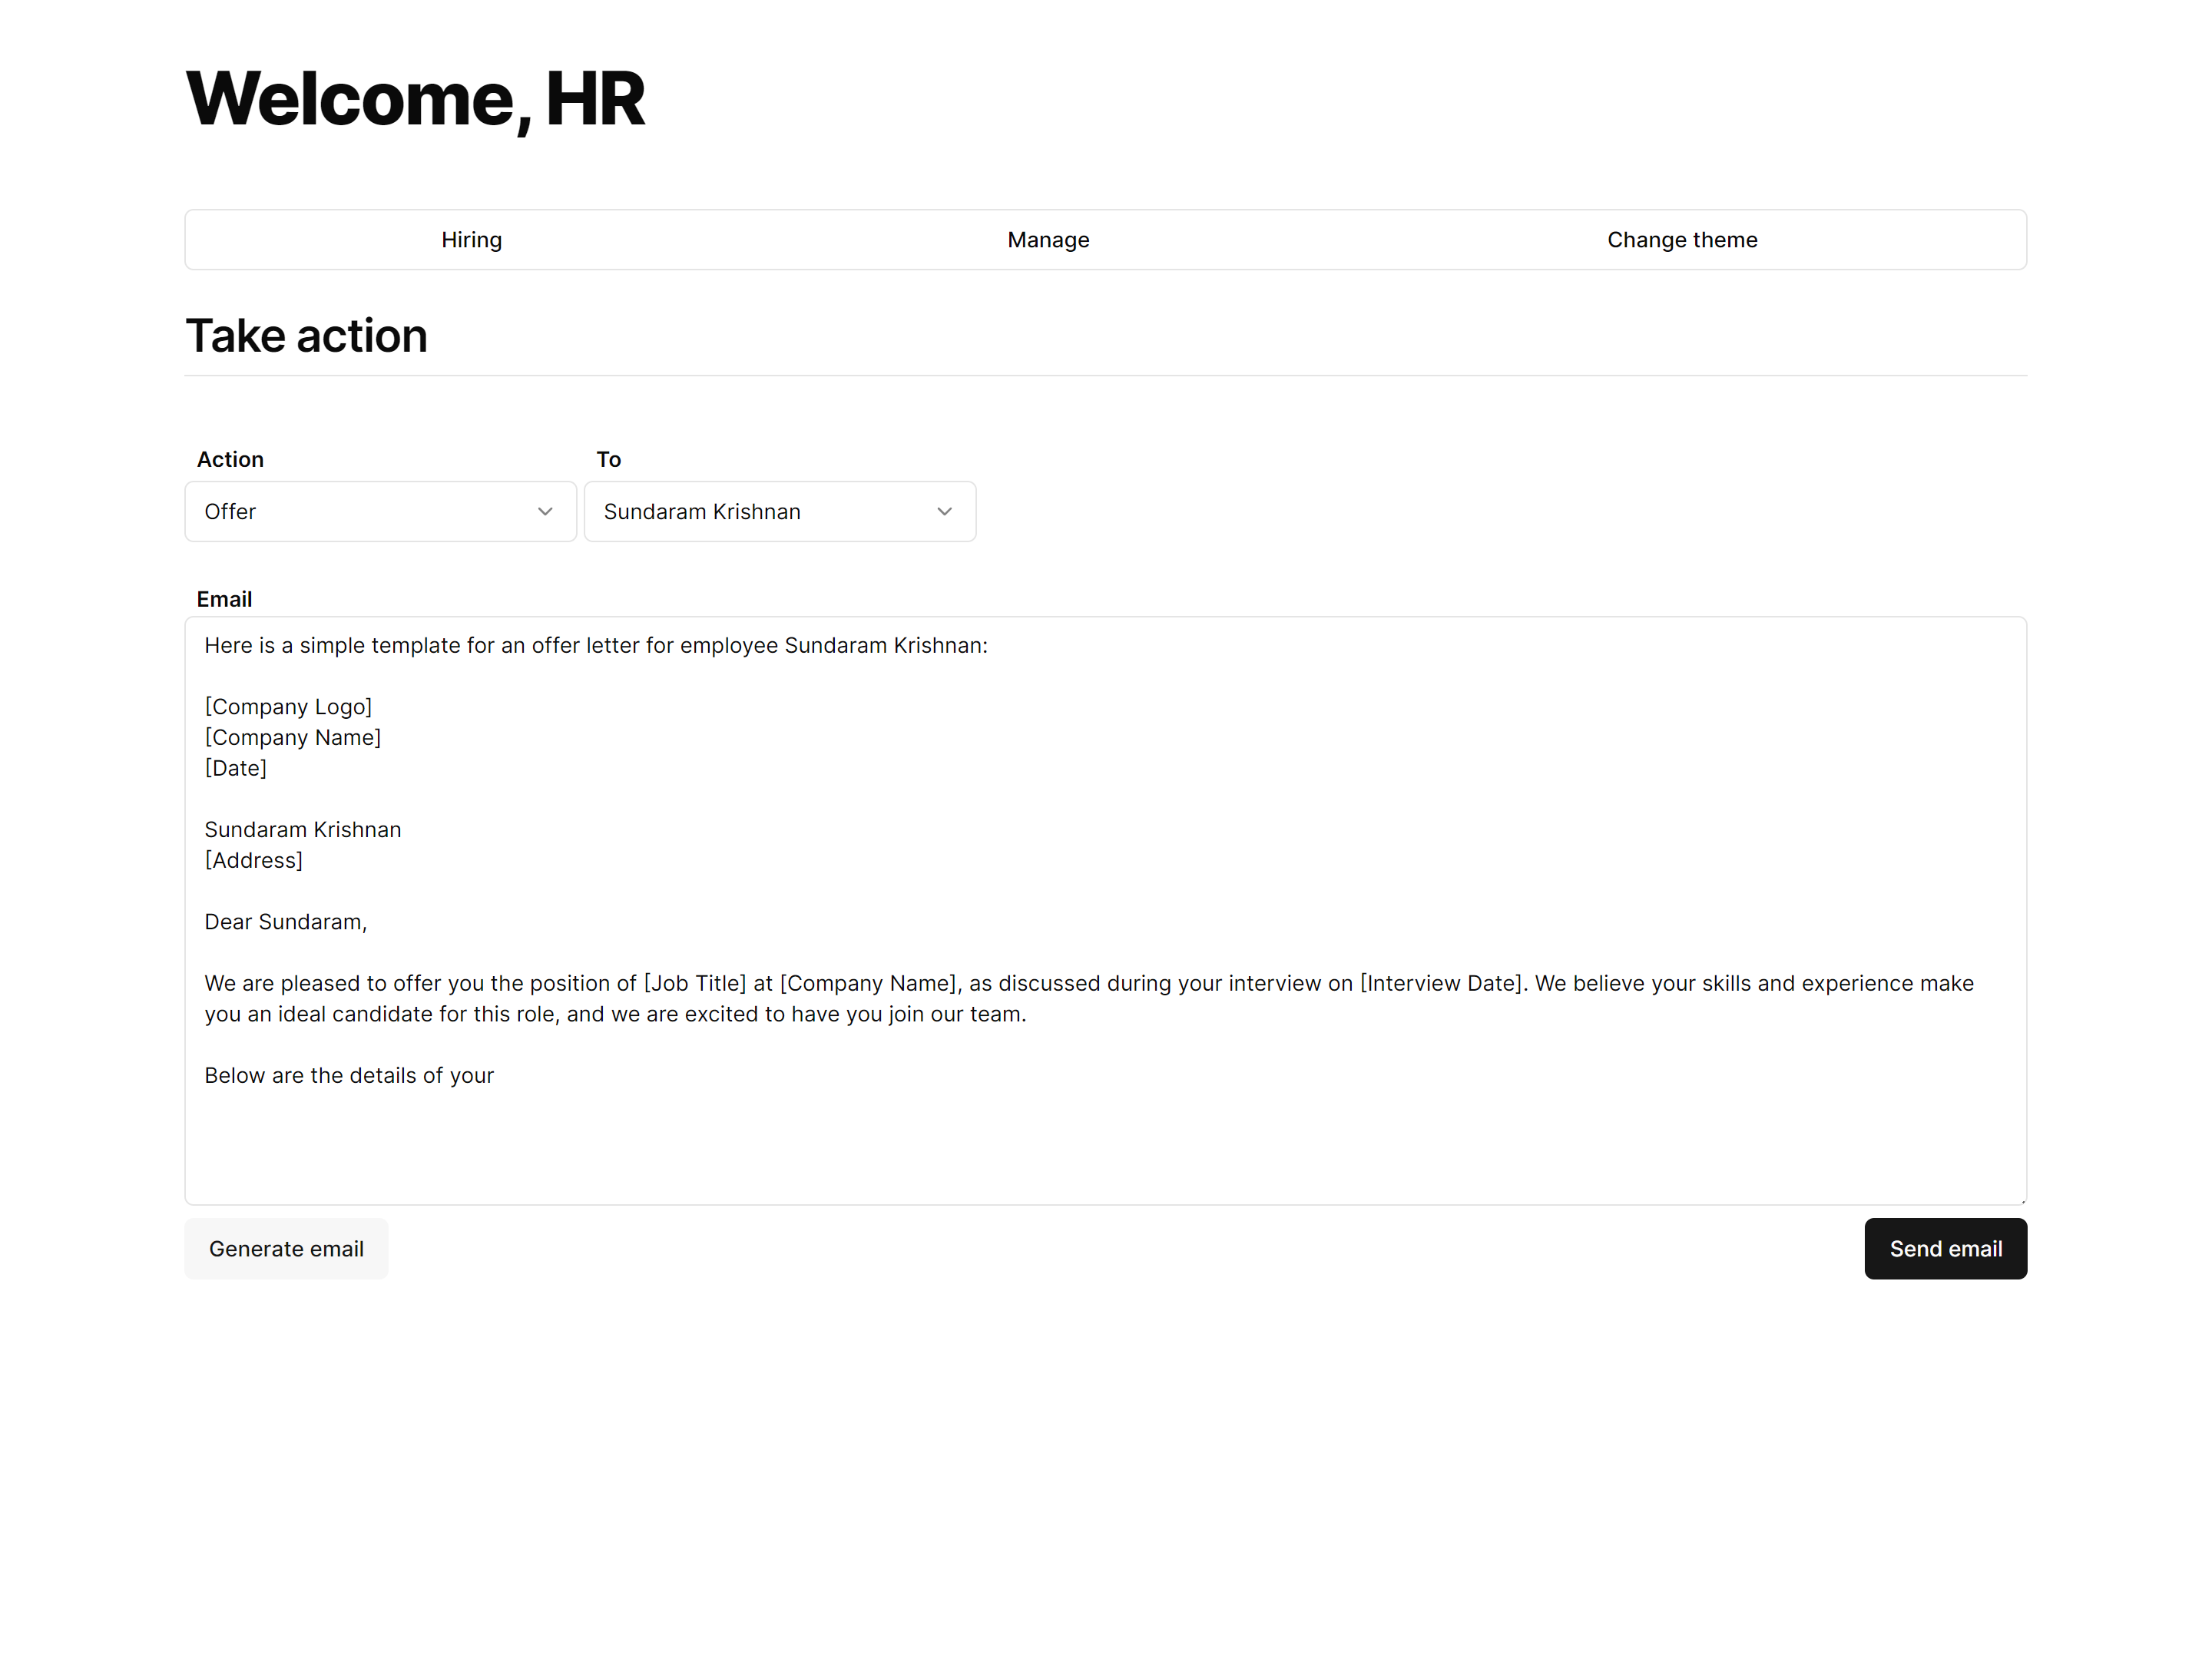 Welcome, HR
Hiring Manage Change theme
Take action
Action To
Offer Sundaram Krishnan
Email
Here is a simple template for an offer letter for employee Sundaram Krishnan:
[Company Logo]
[Company Name]
[Date]
Sundaram Krishnan
[Address]
Dear Sundaram,
We are pleased to offer you the position of [Job Title] at [Company Name], as discussed during your interview on [Interview Date]. We believe your skills and experience make
you an ideal candidate for this role, and we are excited to have you join our team.
Below are the details of your
Generate email Send email